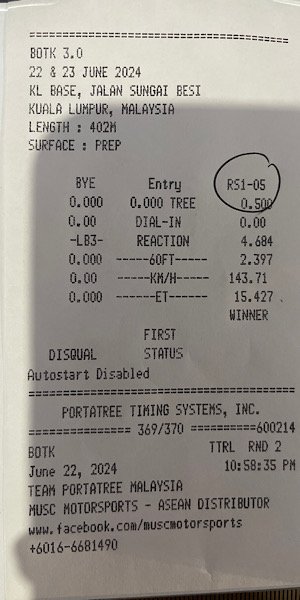 ==================================
BOTK 3.0
22 & 23 JUNE 2024
KL BASE, JALAN SUNGAI BESI
KUALA LUMPUR, MALAYSIA
LENGTH : 402M
SURFACE : PREP
BYE Entry RS1-05
0.000 0.000 TREE 0.500
0.00 DIAL-IN 0.00
-LB3- REACTION 4.684
0.000 -----60FT----- 2.397
0.00 -----KM/H----- 143.71
0.000 ------ET------ 15.427
WINNER
FIRST
DISQUAL STATUS
Autostart Disabled
==================================
PORTATREE TIMING SYSTEMS, INC.
============= 369/370 ===========600214
BOTK TTRL RND 2
June 22, 2024 10:58:35 PM
TEAM PORTATREE MALAYSIA
MUSC MOTORSPORTS - ASEAN DISTRIBUTOR
www.facebook.com/muscmotorsports
+6016-6681490